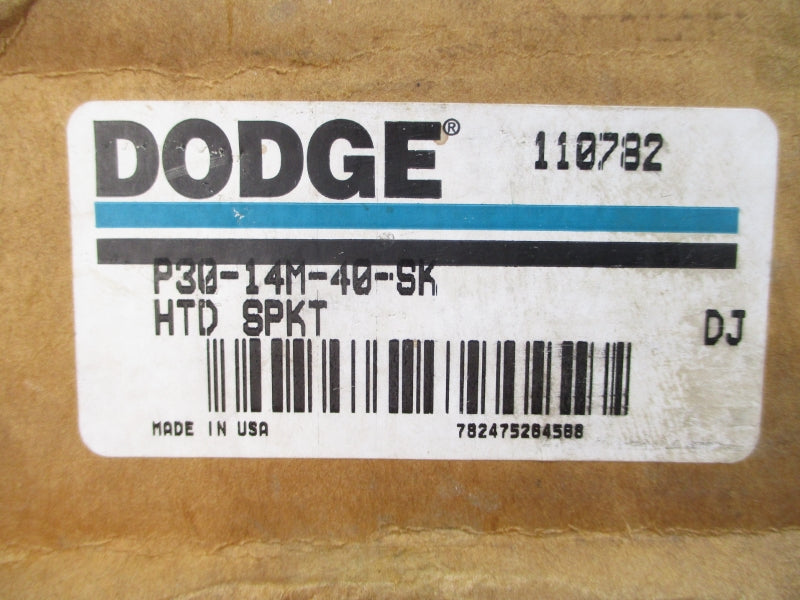 DODGE® 110782
P30-14M-40-SK
HTD SPKT DJ
MADE IN USA 782475284588